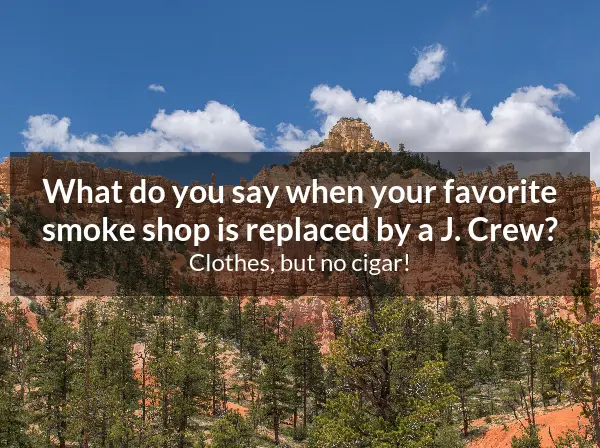 What do you say when your favorite
smoke shop is replaced by a J. Crew?
Clothes, but no cigar!